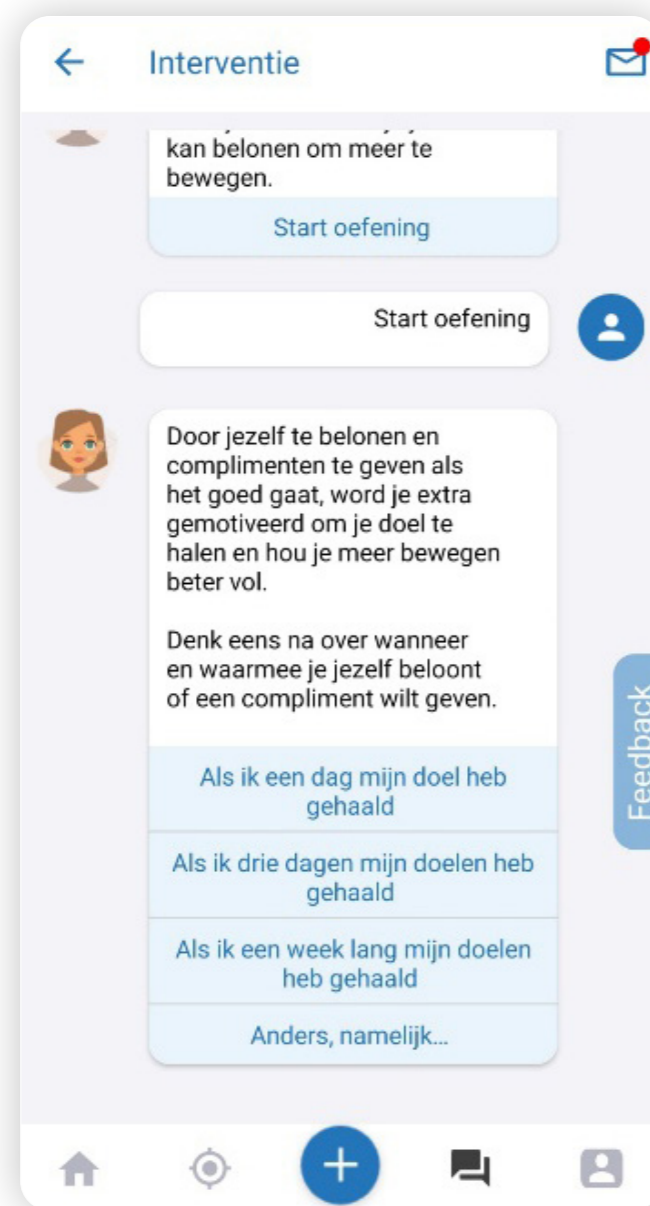 Interventie
kan belonen om meer te
bewegen.
Start oefening
Start oefening
Door jezelf te belonen en
complimenten te geven als
het goed gaat, word je extra
gemotiveerd om je doel te
halen en hou je meer bewegen
beter vol.
Denk eens na over wanneer
en waarmee je jezelf beloont
of een compliment wilt geven.
Feedback
Als ik een dag mijn doel heb
gehaald
Als ik drie dagen mijn doelen heb
gehaald
Als ik een week lang mijn doelen
heb gehaald
Anders, namelijk...